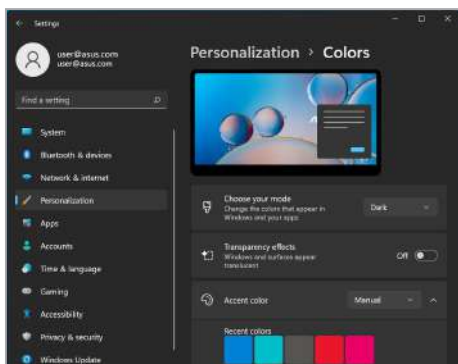 Settings
user@asus.com
user@asus.com
Find a setting
System
Bluetooth & devices
Network & internet
Personalization
Apps
Accounts
Time & language
Gaming
Accessibility
Privacy & security
Windows Update
Personalization > Colors
Choose your mode
Change the colors that appear in
Windows and your apps
Dark
Transparency effects
Windows and surfaces appear
translucent
Off
Accent color
Manual
Recent colors